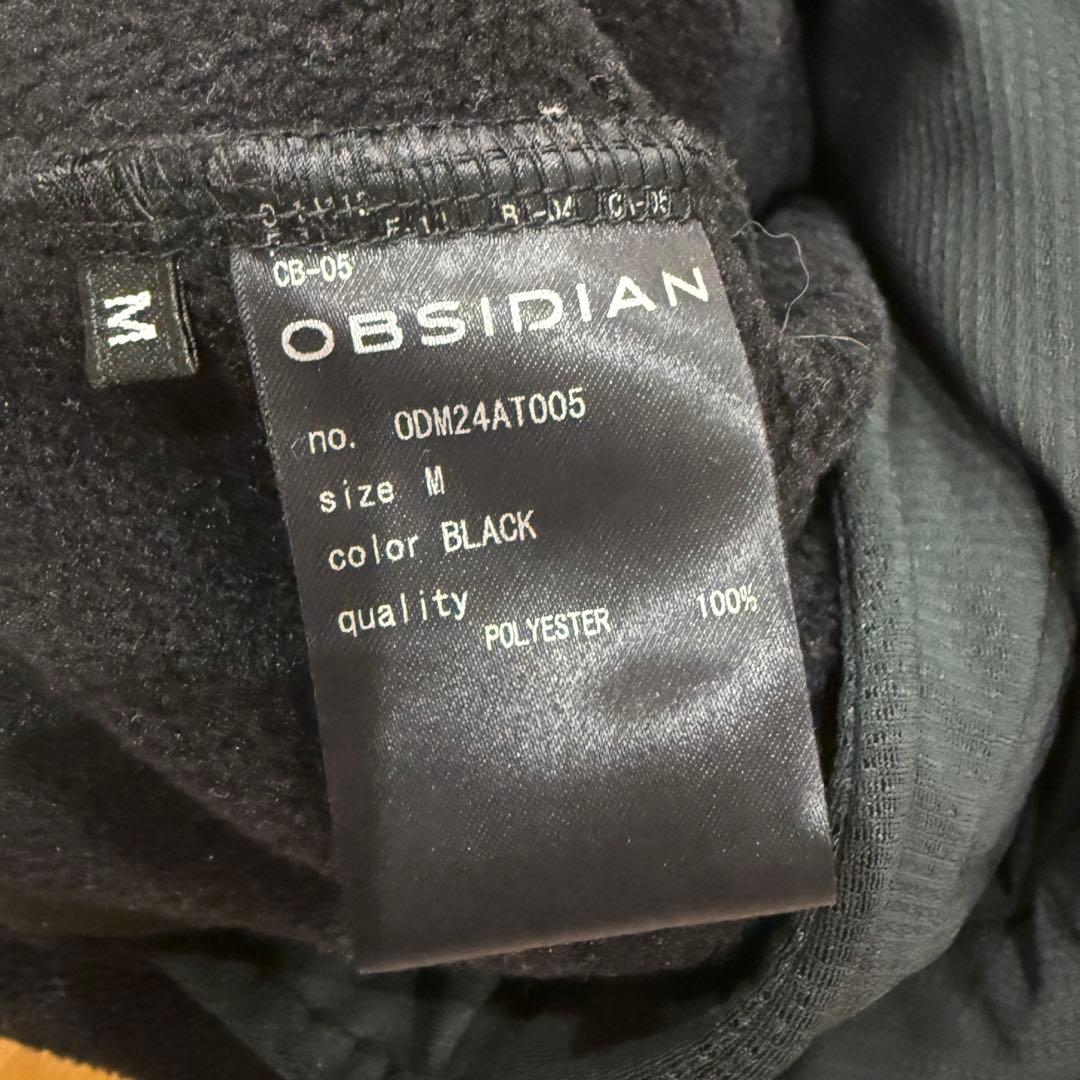 CB-05
M
OBSIDIAN
no. ODM24AT005
size M
color BLACK
quality
POLYESTER 100%